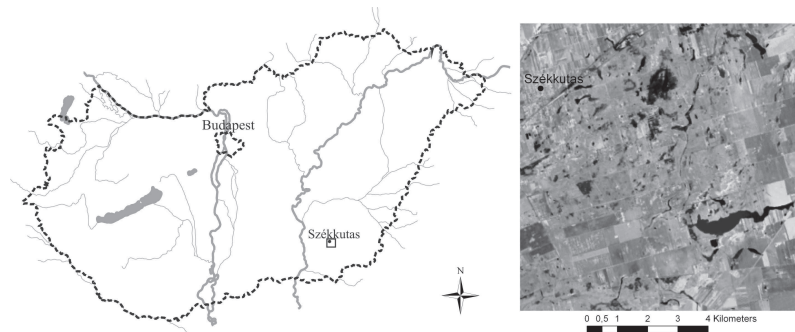 Budapest
Székkutas
N
Székkutas
0 0,5 1 2 3 4 Kilometers